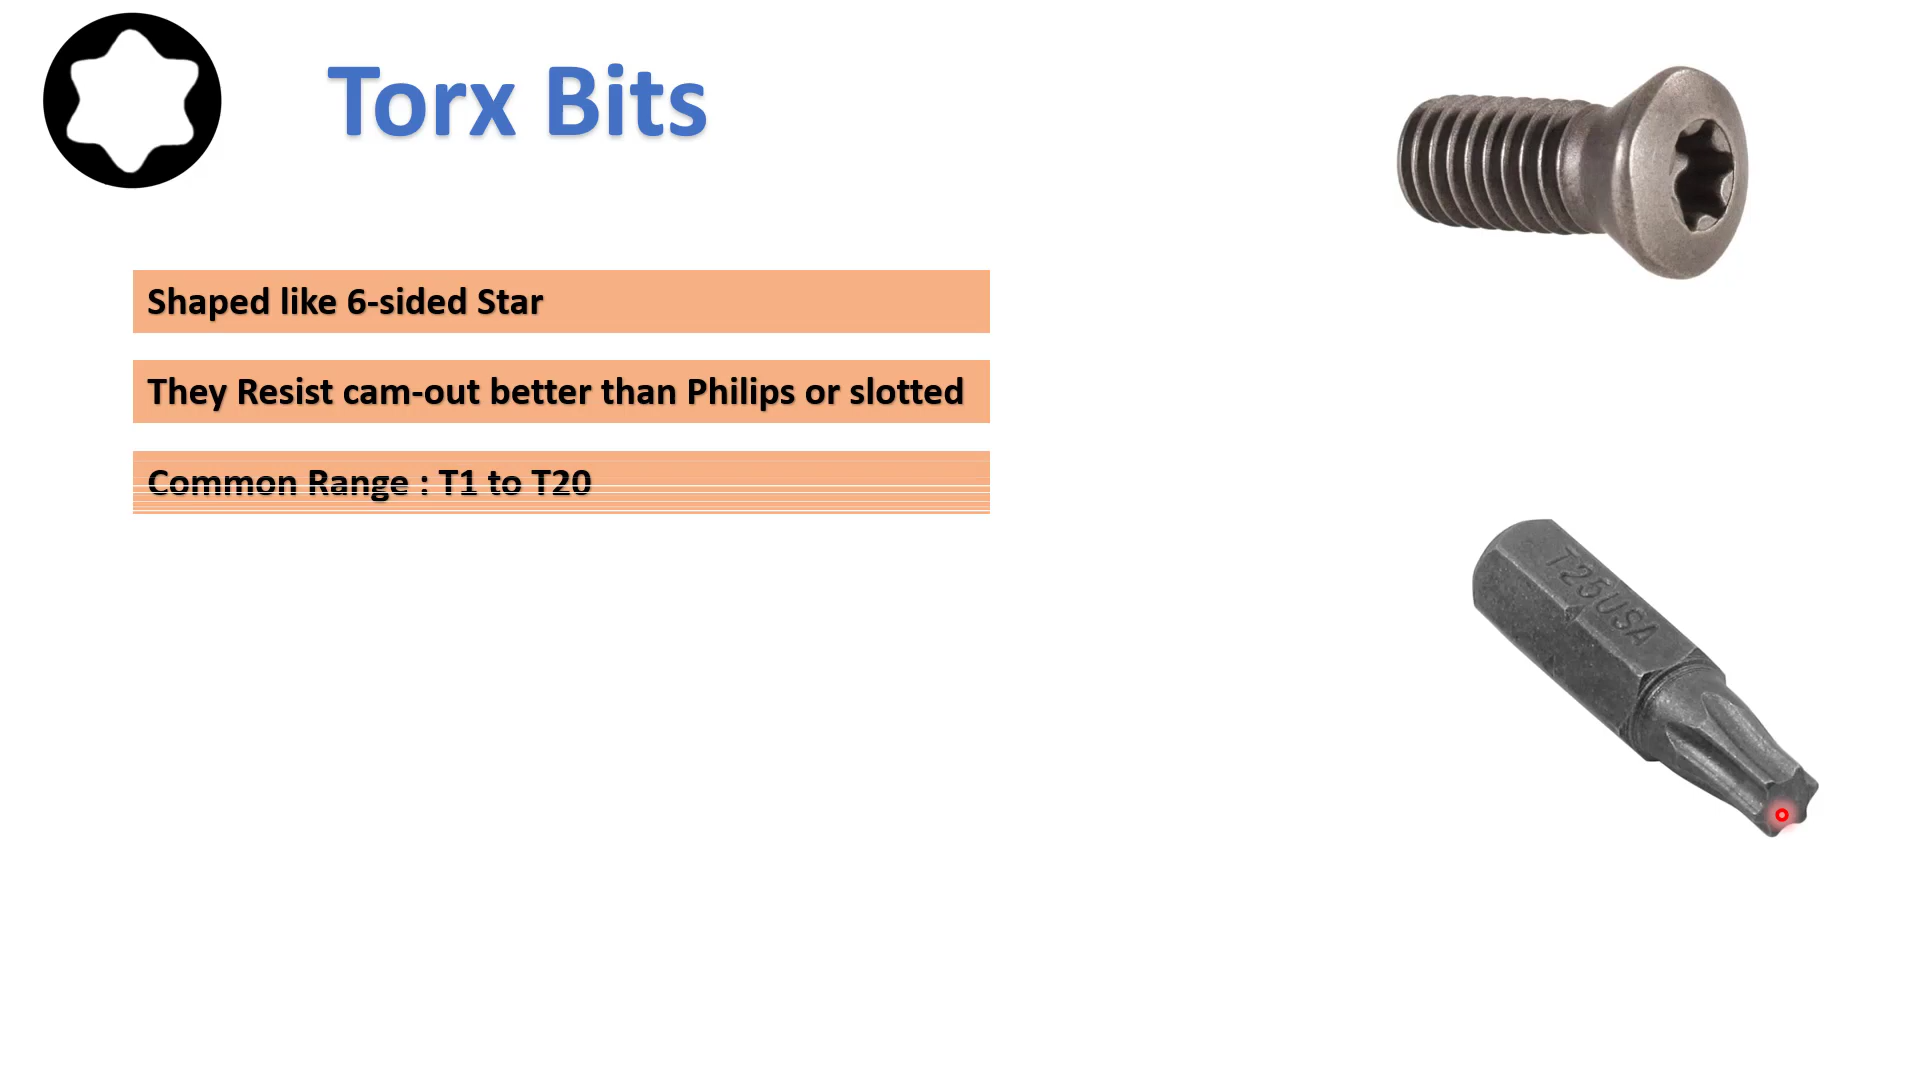 Torx Bits
Shaped like 6-sided Star
They Resist cam-out better than Philips or slotted
Common Range : T1 to T20
T25USA